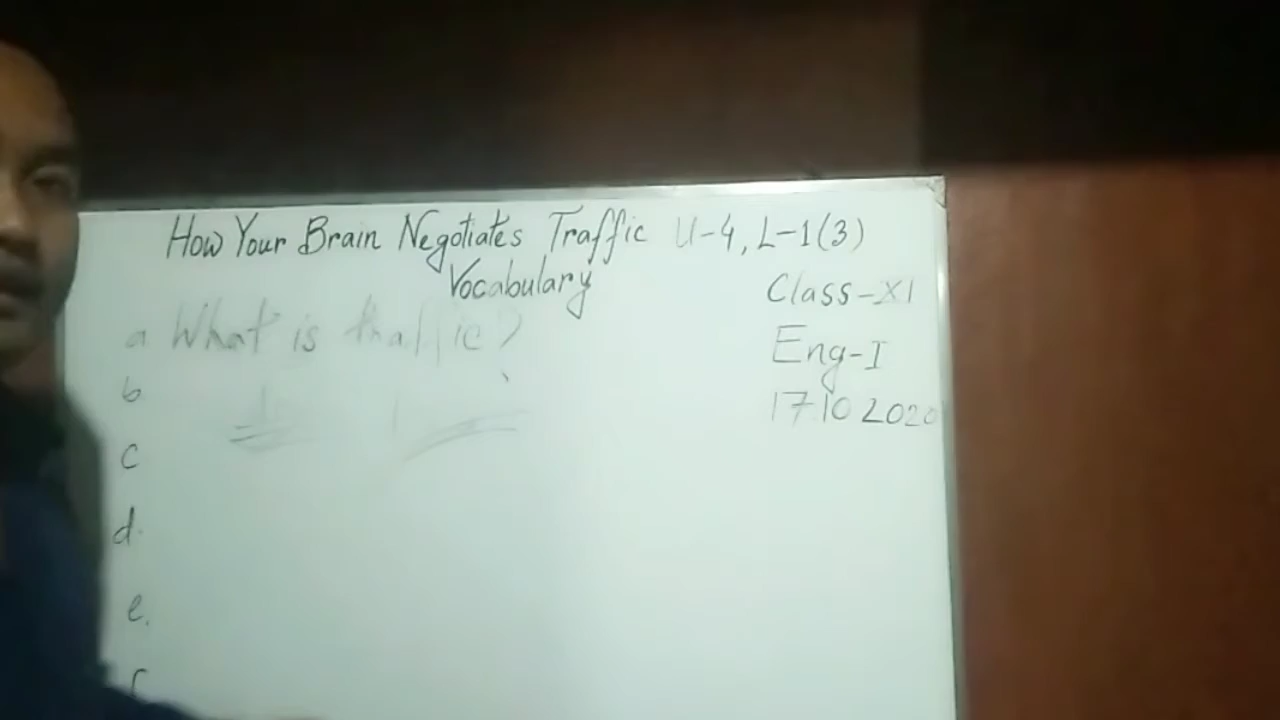 How Your Brain Negotiates Traffic U-4, L-1(3)
Vocabulary
Class-XI
a What is traffic?
Eng-I
b
17 10 2020
c
d.
e.
f